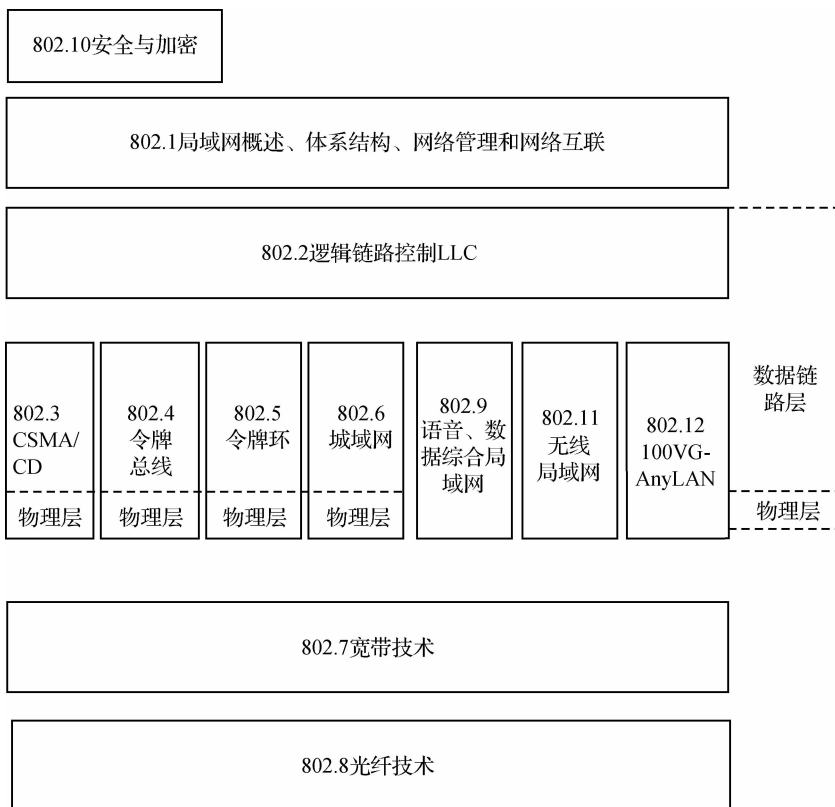 802.10安全与加密
802.1局域网概述、体系结构、网络管理和网络互联
802.2逻辑链路控制LLC
802.3
CSMA/
CD
物理层
802.4
令牌
总线
物理层
802.5
令牌环
物理层
802.6
城域网
物理层
802.9
语音、数
据综合局
域网
802.11
无线
局域网
802.12
100VG-
AnyLAN
数据链
路层
物理层
802.7宽带技术
802.8光纤技术